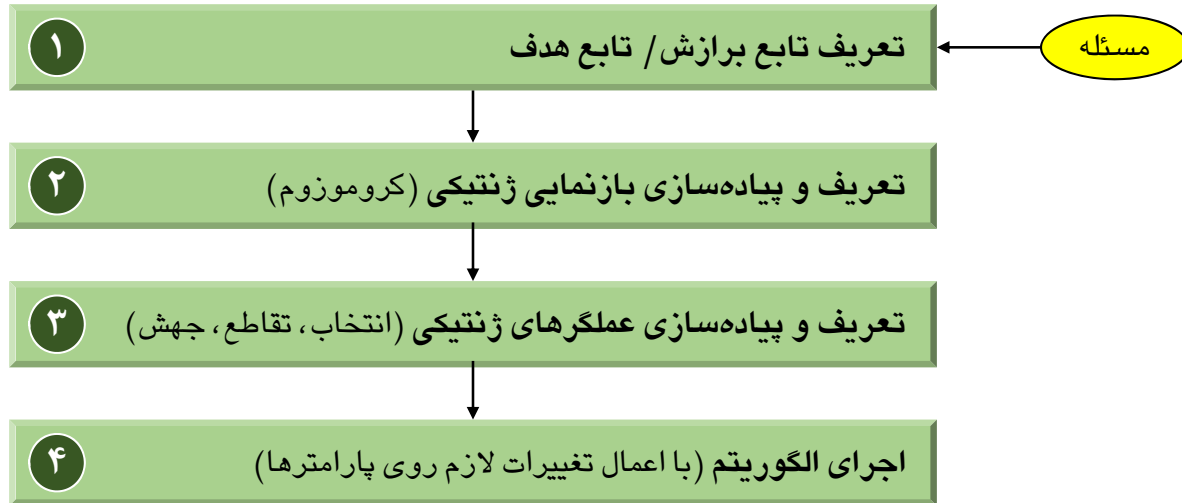 مسئله
تعریف تابع برازش/ تابع هدف
۱
تعریف و پیاده‌سازی بازنمایی ژنتیکی (کروموزوم)
۲
تعریف و پیاده‌سازی عملگرهای ژنتیکی (انتخاب، تقاطع، جهش)
۳
اجرای الگوریتم (با اعمال تغییرات لازم روی پارامترها)
۴